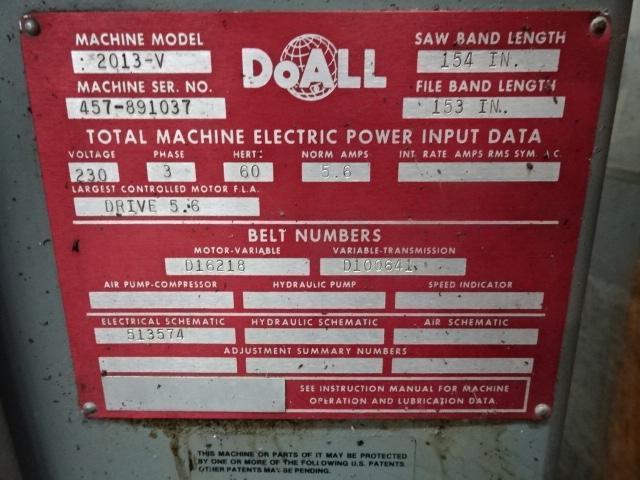 MACHINE MODEL
2013-V
MACHINE SER. NO.
457-891037
DoALL
SAW BAND LENGTH
154 IN.
FILE BAND LENGTH
153 IN.
TOTAL MACHINE ELECTRIC POWER INPUT DATA
VOLTAGE PHASE HERTZ NORM AMPS INT. RATE AMPS RMS SYM. A.C.
230 3 60 5.6
LARGEST CONTROLLED MOTOR F.L.A.
DRIVE 5.6
BELT NUMBERS
MOTOR-VARIABLE VARIABLE-TRANSMISSION
D16218 D100641
AIR PUMP-COMPRESSOR HYDRAULIC PUMP SPEED INDICATOR
ELECTRICAL SCHEMATIC HYDRAULIC SCHEMATIC AIR SCHEMATIC
513574
ADJUSTMENT SUMMARY NUMBERS
SEE INSTRUCTION MANUAL FOR MACHINE
OPERATION AND LUBRICATION DATA.
THIS MACHINE OR PARTS OF IT MAY BE PROTECTED
BY ONE OR MORE OF THE FOLLOWING U.S. PATENTS.
OTHER PATENTS MAY BE PENDING.